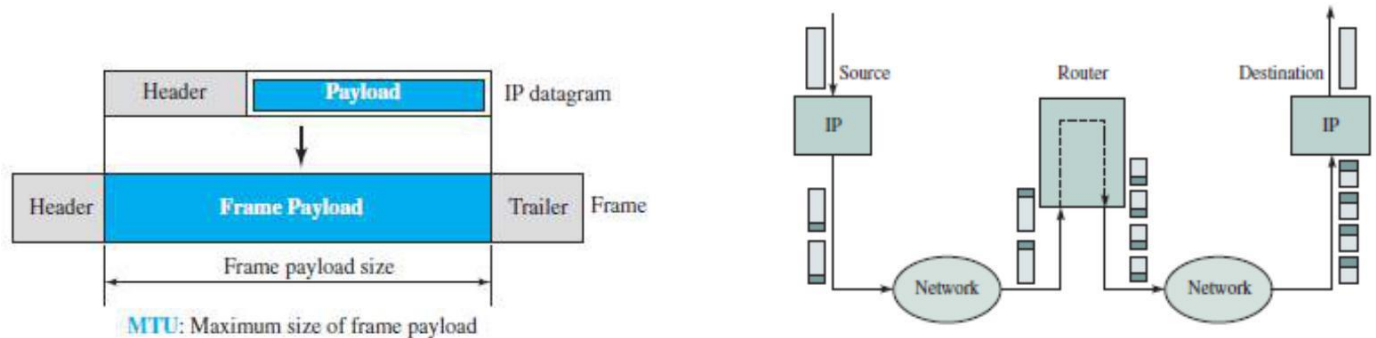 Header
Payload
IP datagram
Header
Frame Payload
Trailer
Frame
Frame payload size
MTU: Maximum size of frame payload
Source
Router
Destination
IP
IP
Network
Network